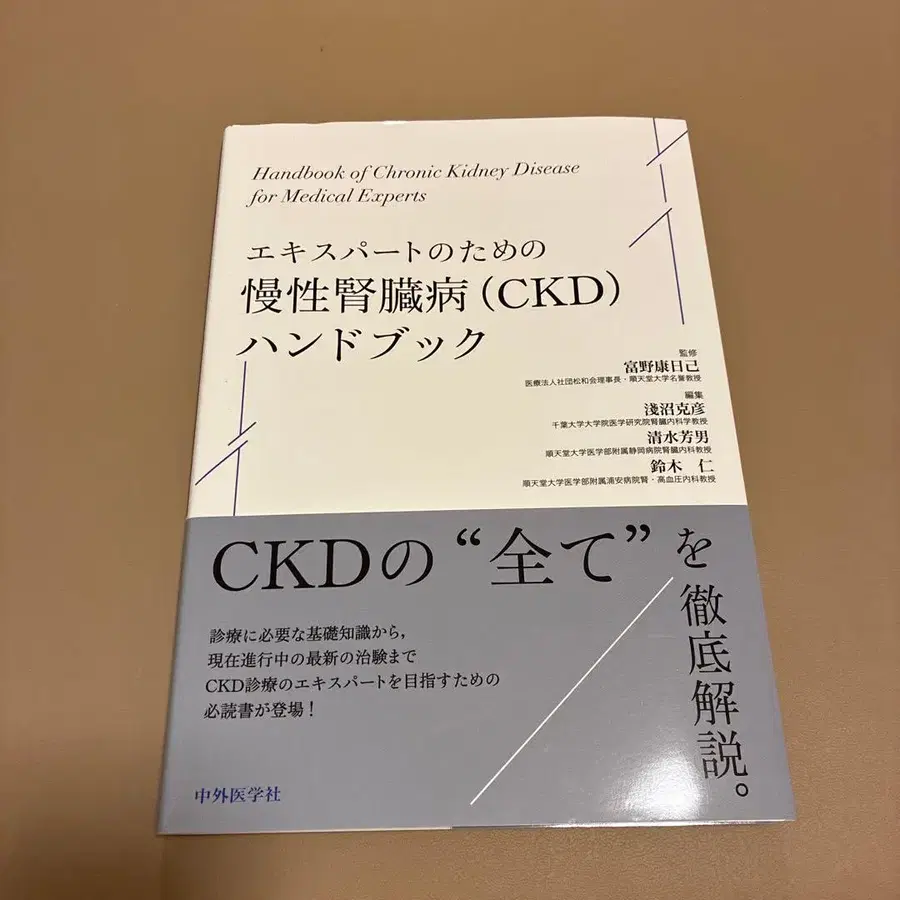 Handbook of Chronic Kidney Disease
for Medical Experts
エキスパートのための
慢性腎臓病（CKD）
ハンドブック
監修
富野康日己
医療法人社団松和会理事長・順天堂大学名誉教授
編集
淺沼克彦
千葉大学大学院医学研究院腎臓内科学教授
清水芳男
順天堂大学医学部附属静岡病院腎臓内科教授
鈴木 仁
順天堂大学医学部附属浦安病院腎・高血圧内科教授
CKDの“全て”を
徹底解説。
診療に必要な基礎知識から,
現在進行中の最新の治験まで
CKD診療のエキスパートを目指すための
必読書が登場！
中外医学社